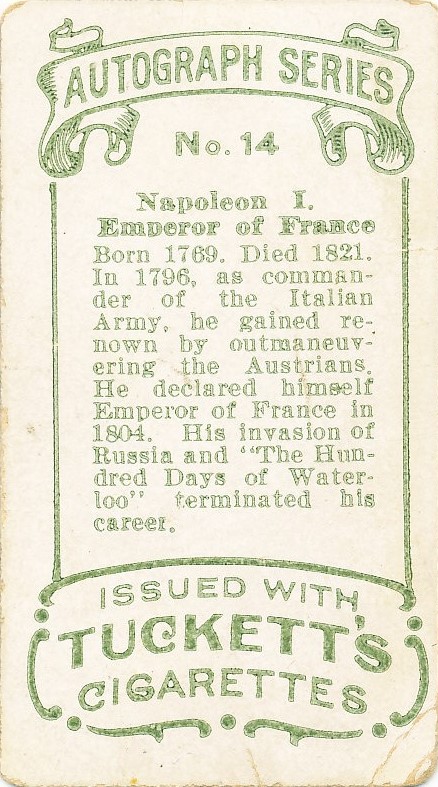 AUTOGRAPH SERIES
No. 14
Napoleon I.
Emperor of France
Born 1769. Died 1821.
In 1796, as comman-
der of the Italian
Army, he gained re-
nown by outmaneuv-
ering the Austrians.
He declared himself
Emperor of France in
1804. His invasion of
Russia and "The Hun-
dred Days of Water-
loo" terminated his
career.
ISSUED WITH
TUCKETT'S
CIGARETTES